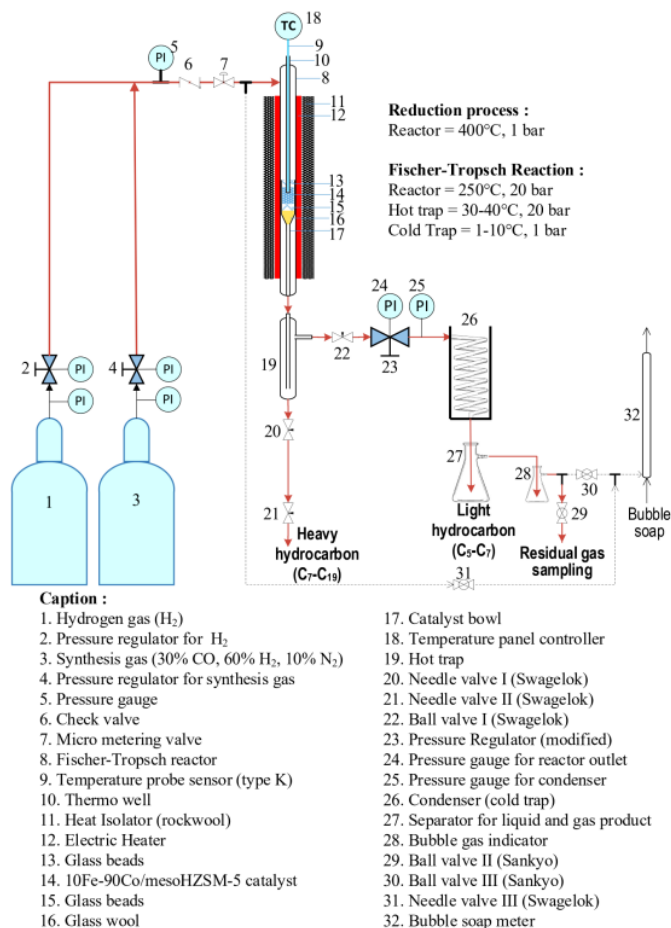 TC
18
5
PI
6
7
9
10
8
11
12
13
14
15
16
17
Reduction process :
Reactor = 400°C, 1 bar
Fischer-Tropsch Reaction :
Reactor = 250°C, 20 bar
Hot trap = 30-40°C, 20 bar
Cold Trap = 1-10°C, 1 bar
24
25
26
PI
PI
22
23
19
2
PI
4
PI
PI
PI
20
27
28
30
32
1
3
21
29
Heavy
hydrocarbon
(C₇-C₁₉)
Light
hydrocarbon
(C₅-C₇)
Residual gas
sampling
Bubble
soap
31
Caption :
1. Hydrogen gas (H₂)
2. Pressure regulator for H₂
3. Synthesis gas (30% CO, 60% H₂, 10% N₂)
4. Pressure regulator for synthesis gas
5. Pressure gauge
6. Check valve
7. Micro metering valve
8. Fischer-Tropsch reactor
9. Temperature probe sensor (type K)
10. Thermo well
11. Heat Isolator (rockwool)
12. Electric Heater
13. Glass beads
14. 10Fe-90Co/mesoHZSM-5 catalyst
15. Glass beads
16. Glass wool
17. Catalyst bowl
18. Temperature panel controller
19. Hot trap
20. Needle valve I (Swagelok)
21. Needle valve II (Swagelok)
22. Ball valve I (Swagelok)
23. Pressure Regulator (modified)
24. Pressure gauge for reactor outlet
25. Pressure gauge for condenser
26. Condenser (cold trap)
27. Separator for liquid and gas product
28. Bubble gas indicator
29. Ball valve II (Sankyo)
30. Ball valve III (Sankyo)
31. Needle valve III (Swagelok)
32. Bubble soap meter